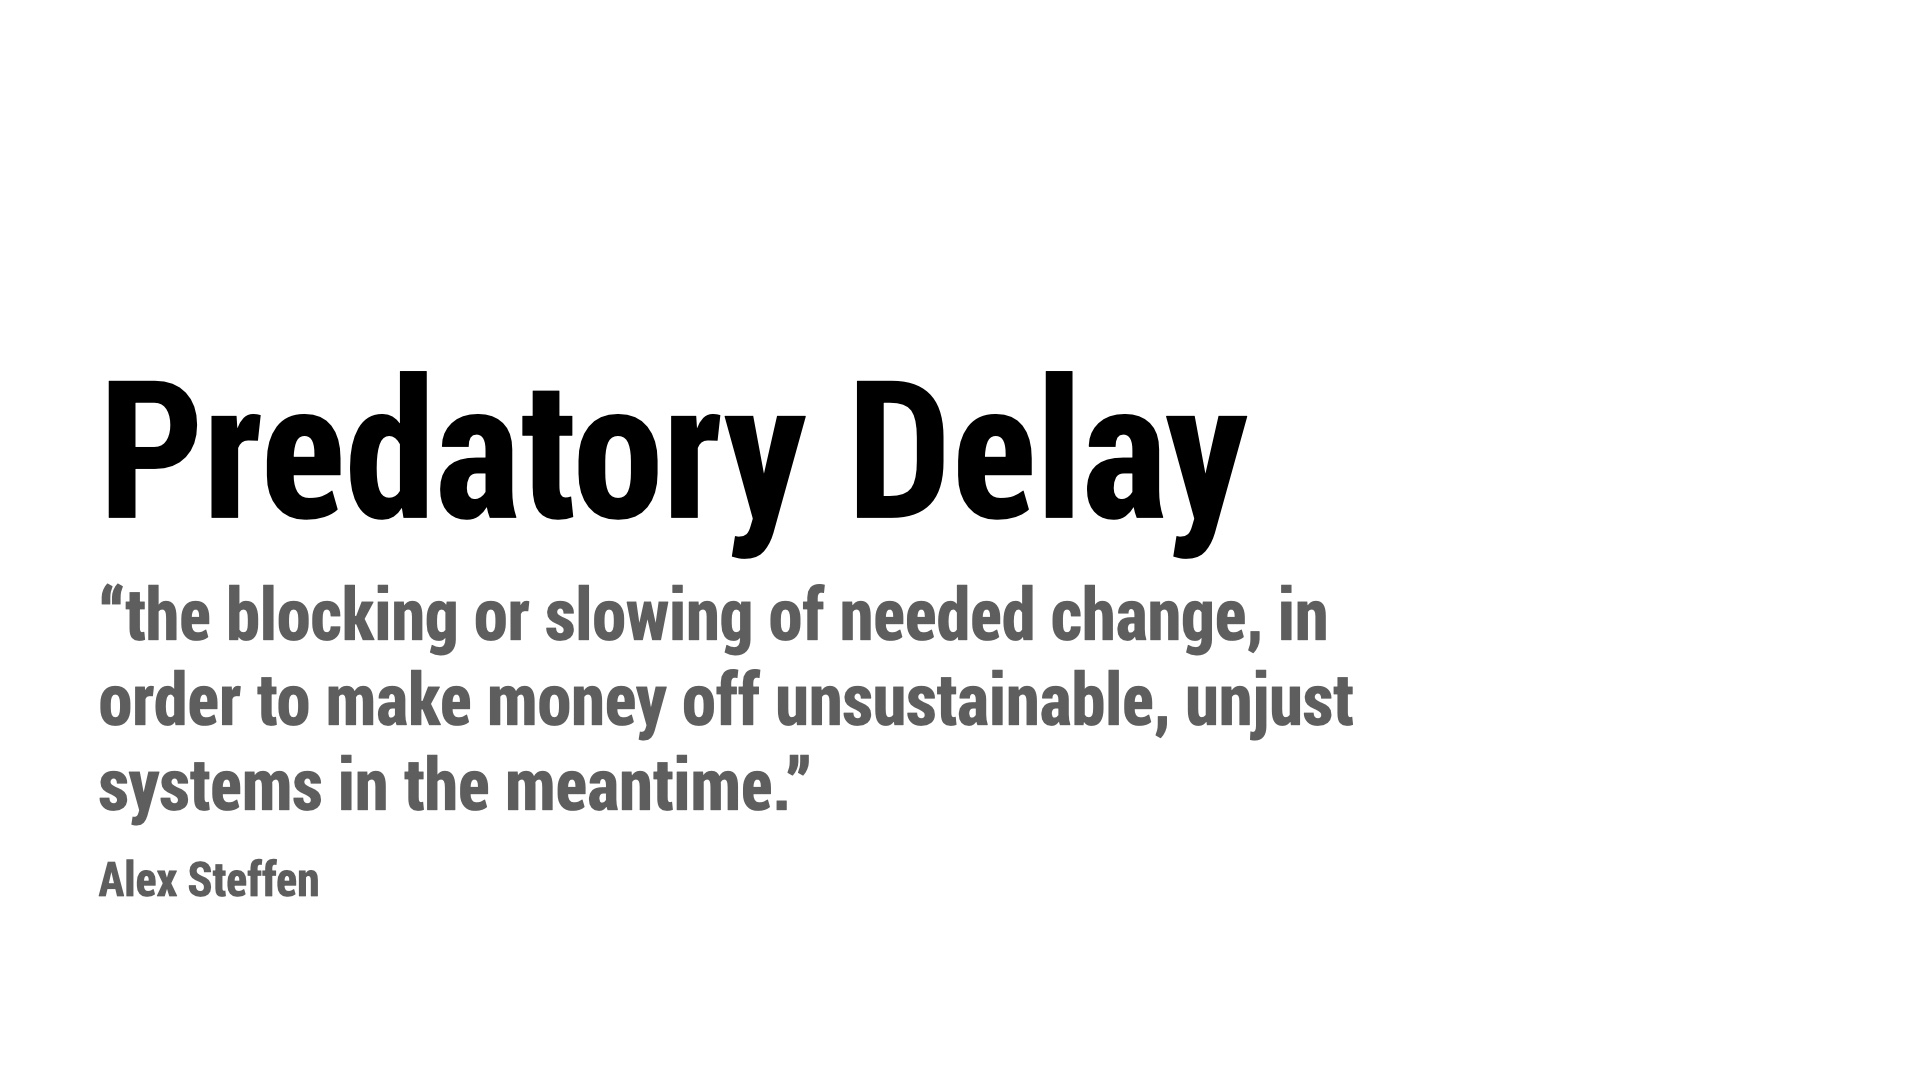 Predatory Delay
“the blocking or slowing of needed change, in
order to make money off unsustainable, unjust
systems in the meantime.”
Alex Steffen